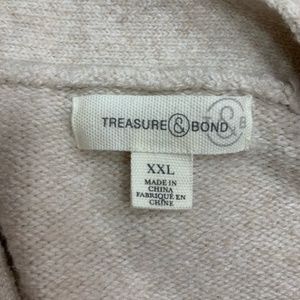 TREASURE & BOND
T & B
XXL
MADE IN
CHINA
FABRIQUÉ EN
CHINE